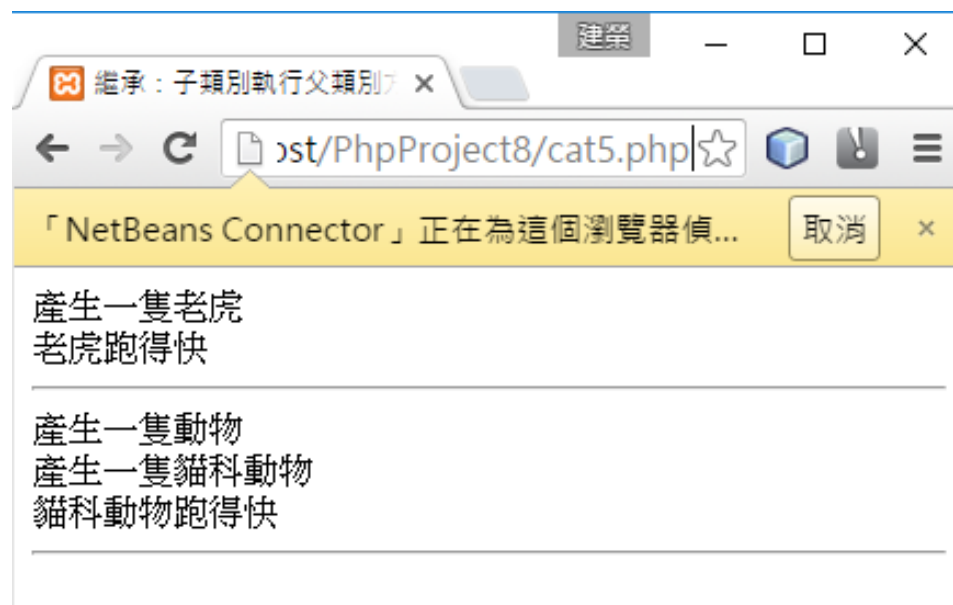 建榮
繼承：子類別執行父類別
ost/PhpProject8/cat5.php
「NetBeans Connector」正在為這個瀏覽器偵...
取消
產生一隻老虎
老虎跑得快
產生一隻動物
產生一隻貓科動物
貓科動物跑得快